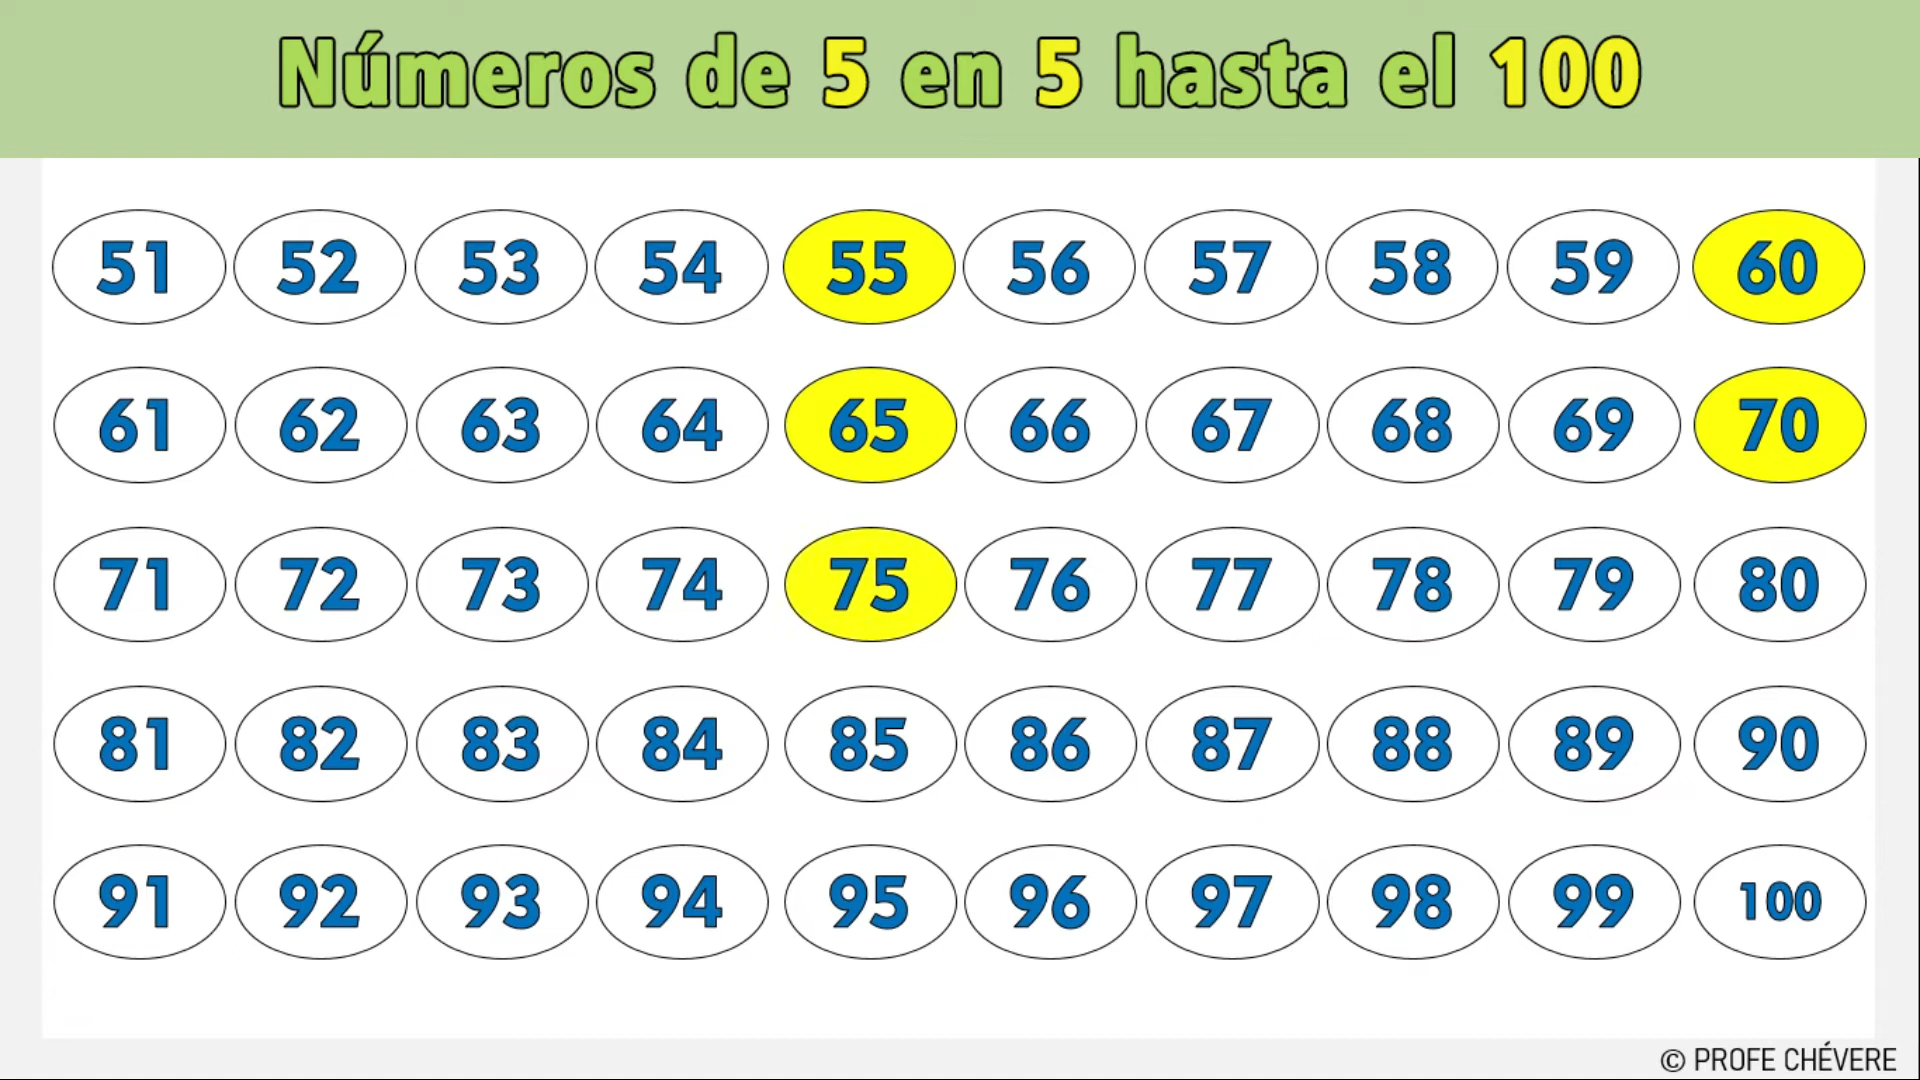 Números de 5 en 5 hasta el 100
51 52 53 54 55 56 57 58 59 60
61 62 63 64 65 66 67 68 69 70
71 72 73 74 75 76 77 78 79 80
81 82 83 84 85 86 87 88 89 90
91 92 93 94 95 96 97 98 99 100
© PROFE CHÉVERE